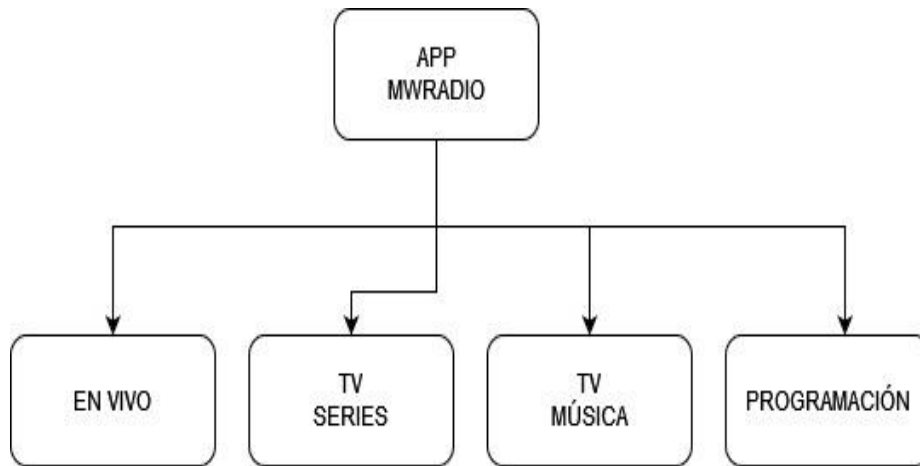 APP
MWRADIO
EN VIVO
TV
SERIES
TV
MÚSICA
PROGRAMACIÓN